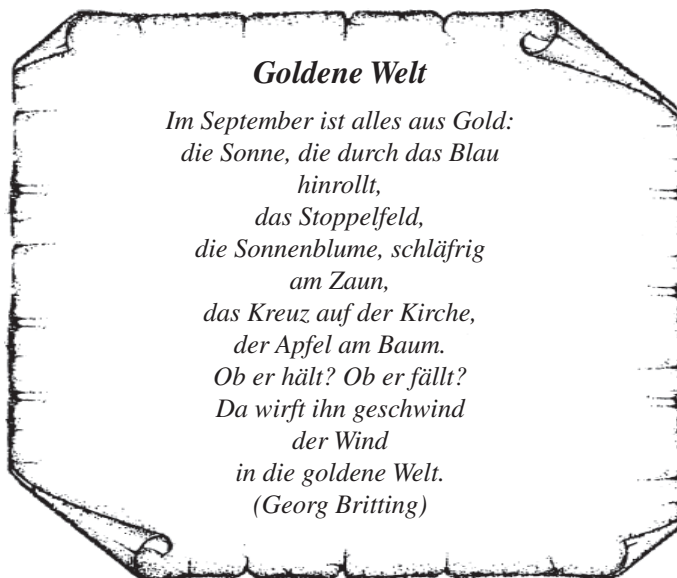 Goldene Welt
Im September ist alles aus Gold:
die Sonne, die durch das Blau
hinrollt,
das Stoppelfeld,
die Sonnenblume, schläfrig
am Zaun,
das Kreuz auf der Kirche,
der Apfel am Baum.
Ob er hält? Ob er fällt?
Da wirft ihn geschwind
der Wind
in die goldene Welt.
(Georg Britting)